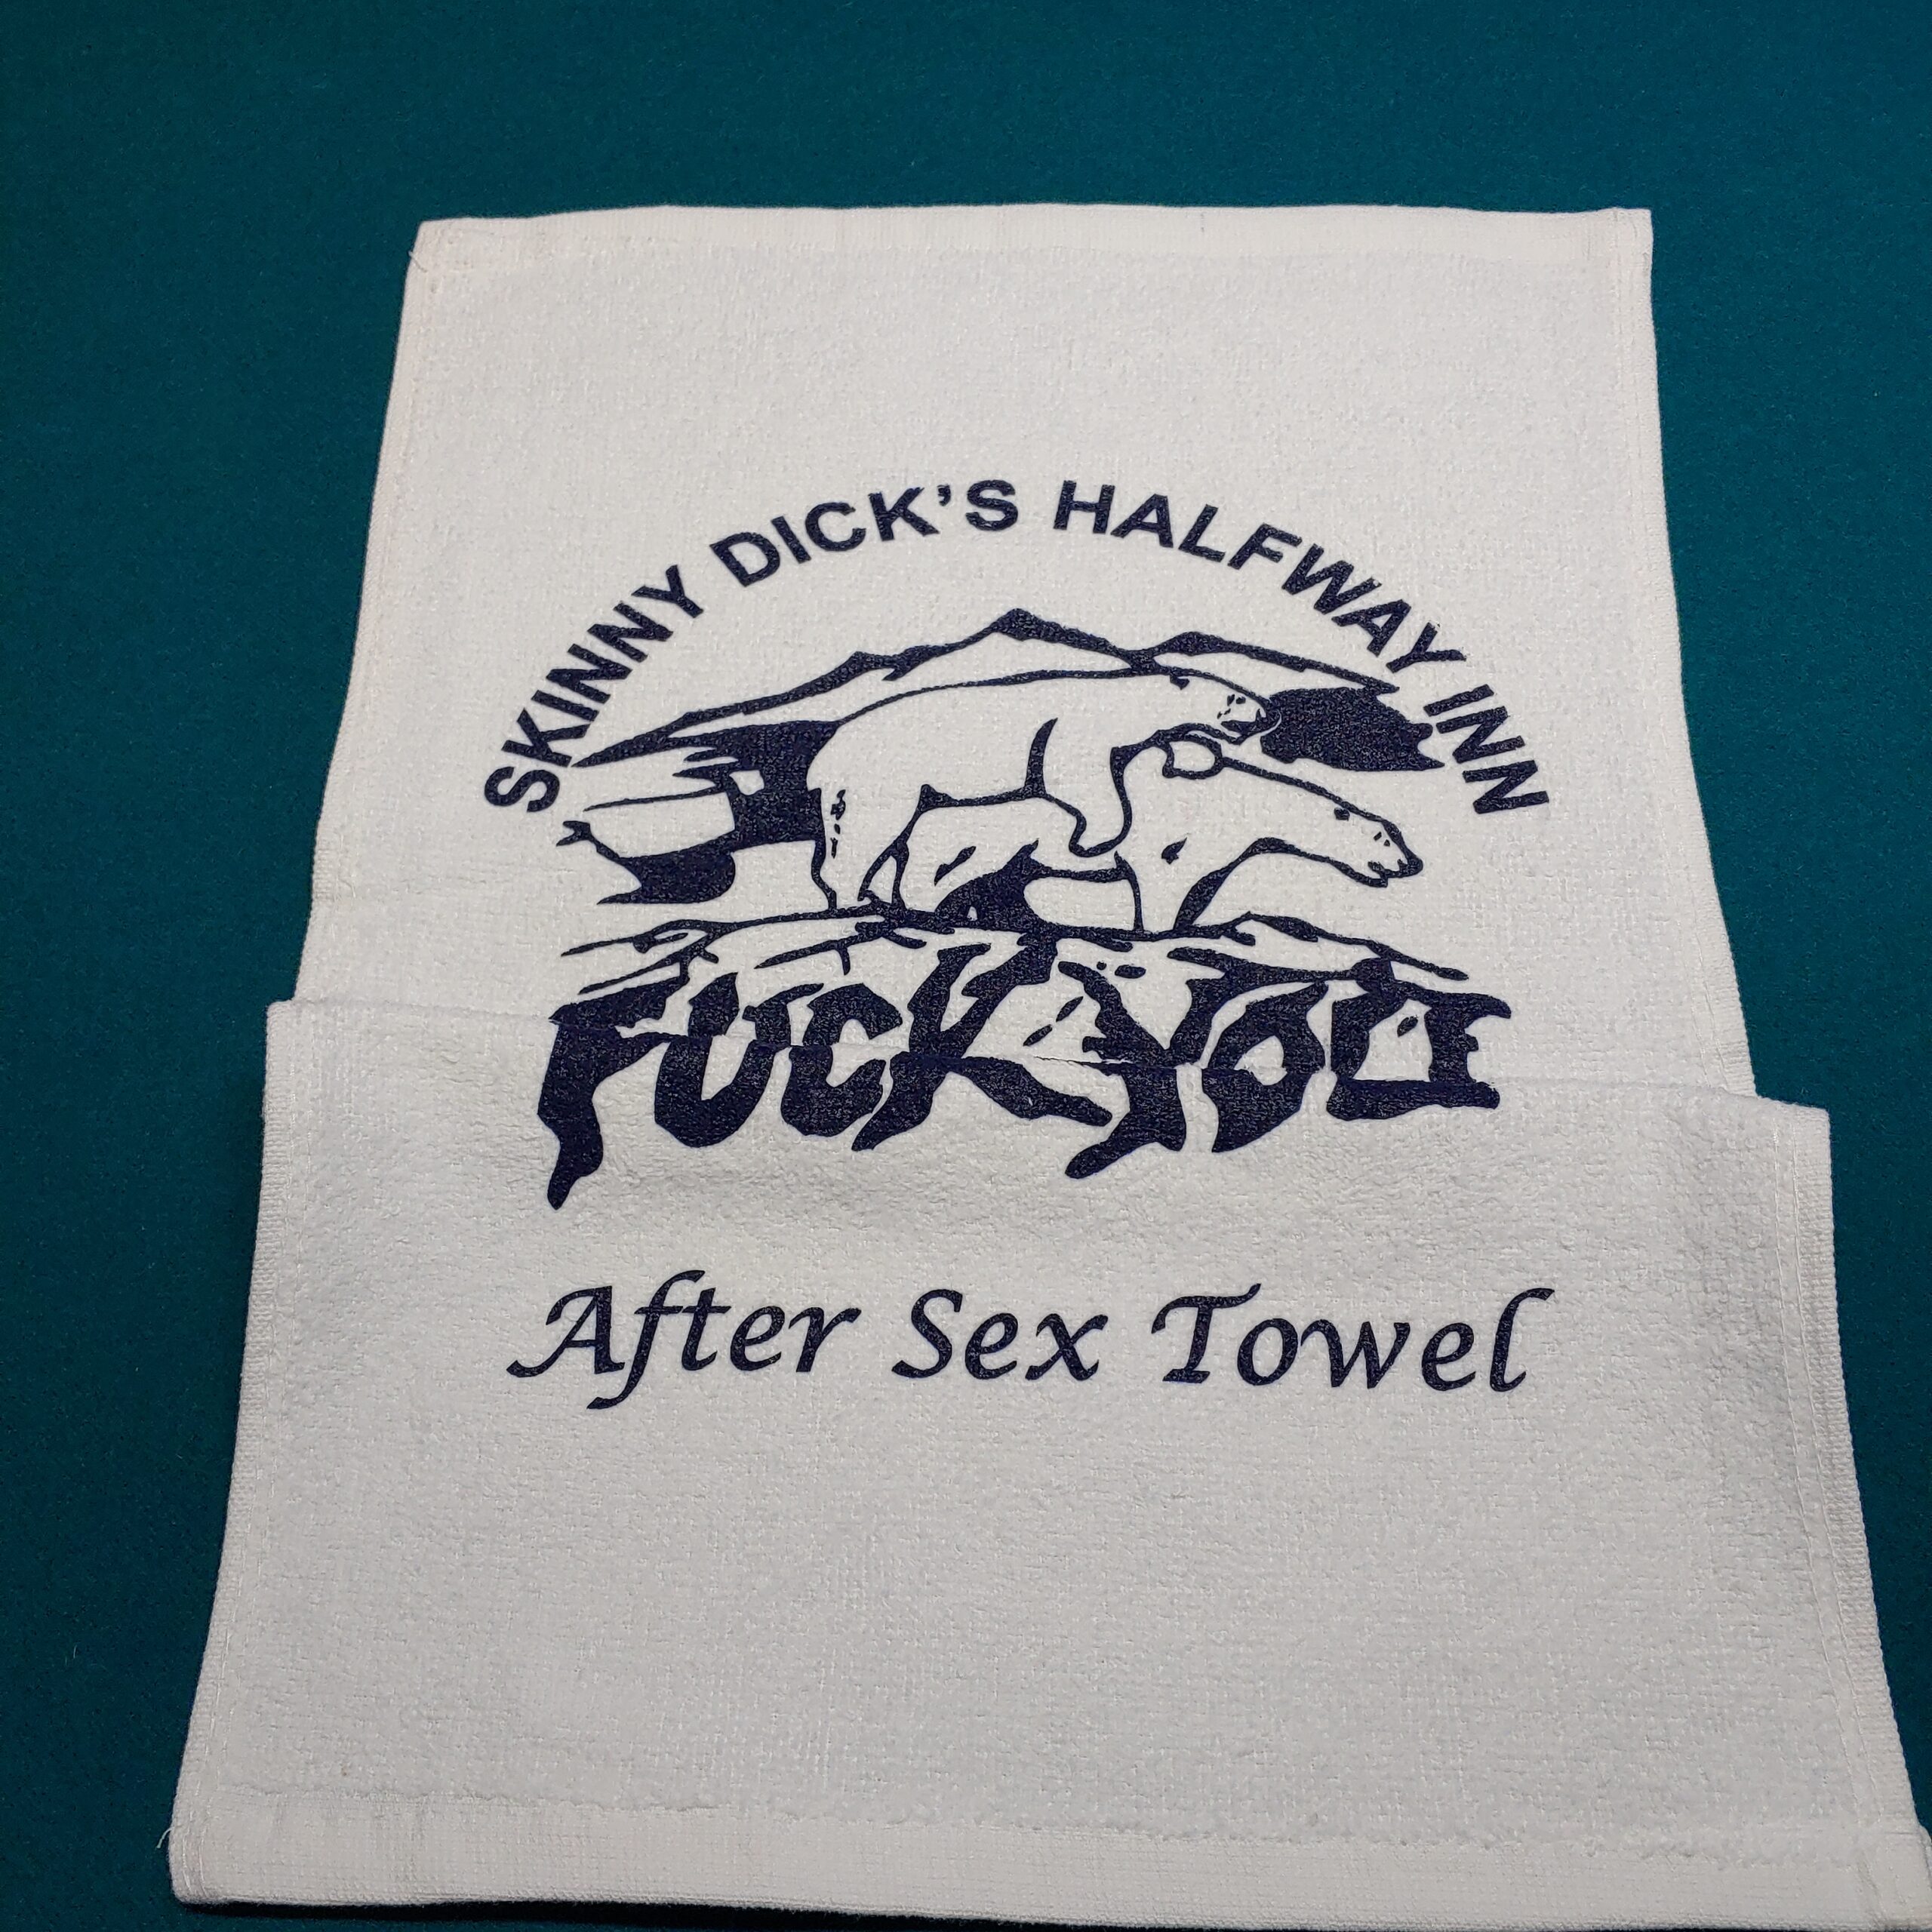 SKINNY DICK'S HALFWAY INN
FUCK YOU
After Sex Towel